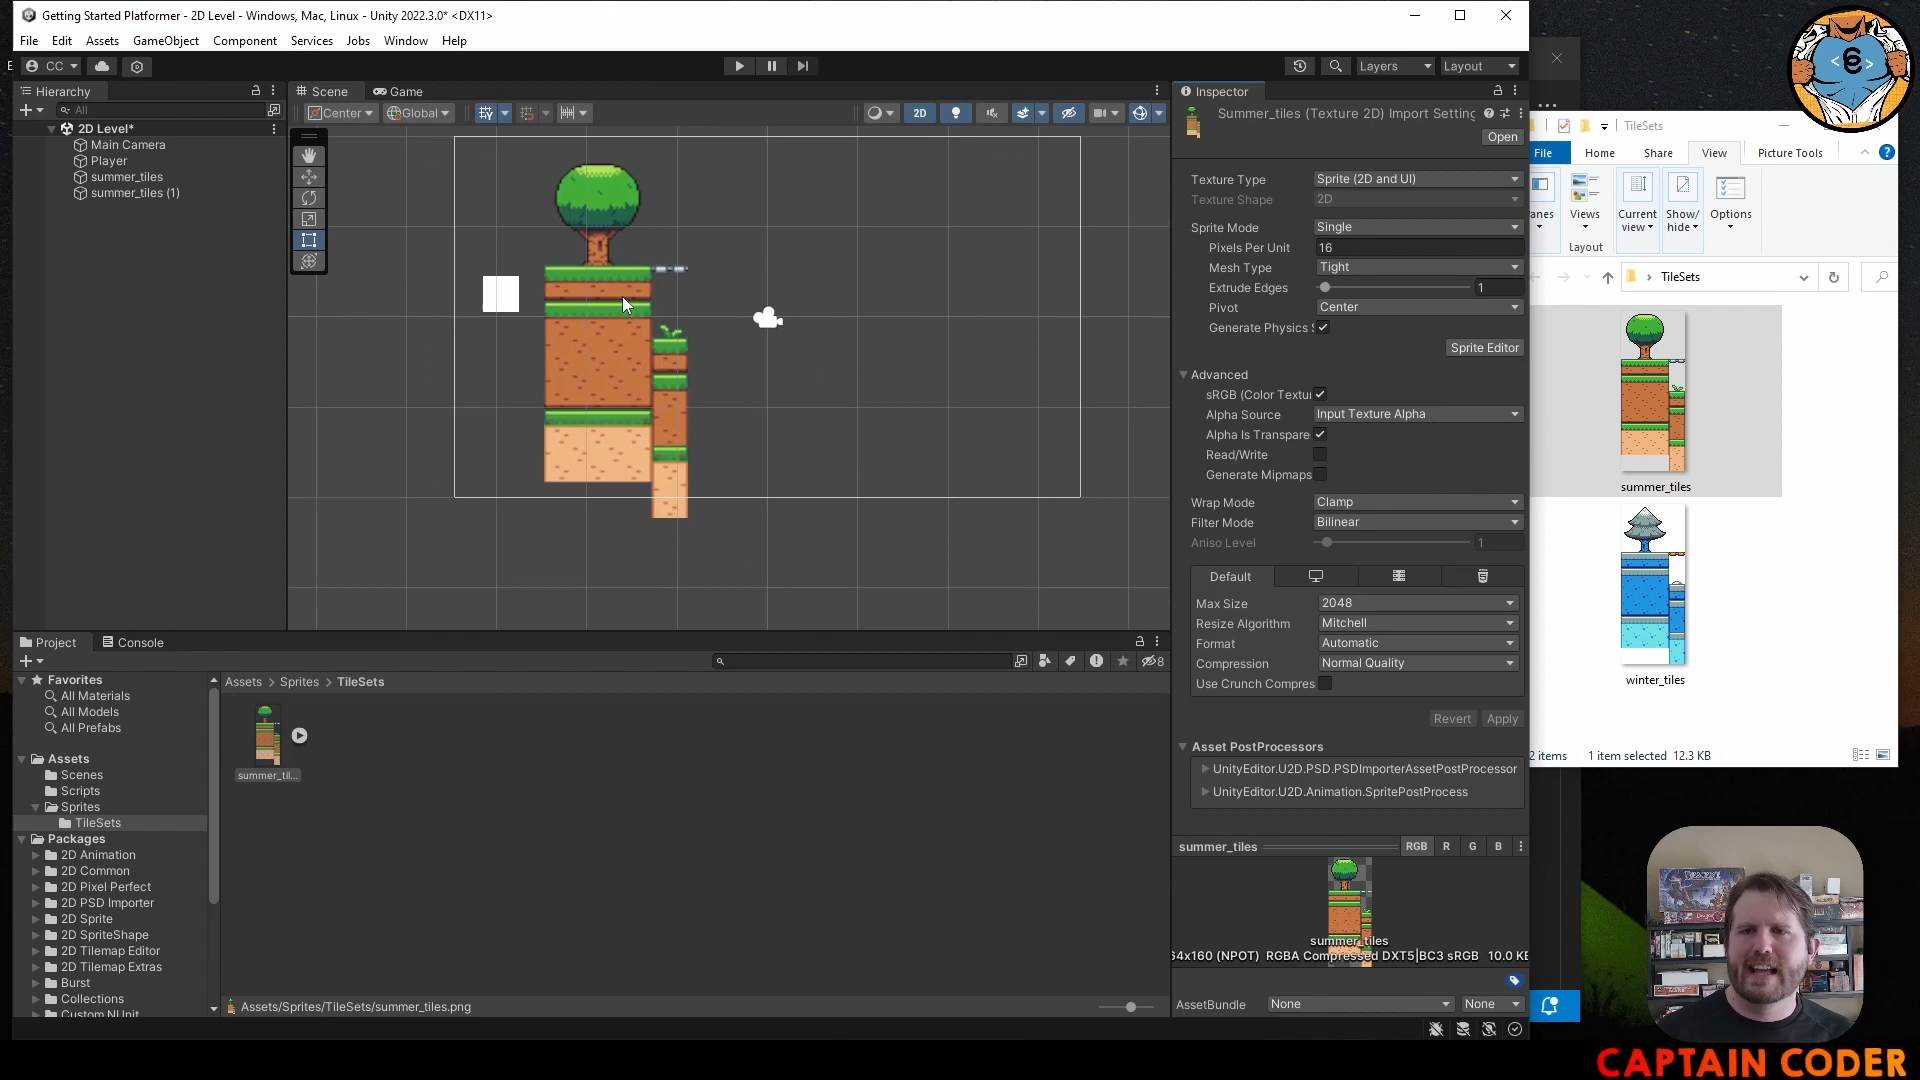 Getting Started Platformer - 2D Level - Windows, Mac, Linux - Unity 2022.3.0* <DX11>
File Edit Assets GameObject Component Services Jobs Window Help
CC
Layers
Layout
Hierarchy
All
2D Level*
Main Camera
Player
summer_tiles
summer_tiles (1)
Scene
Game
Center
Global
2D
Inspector
Summer_tiles (Texture 2D) Import Setting
Open
Texture Type
Sprite (2D and UI)
Texture Shape
2D
Sprite Mode
Single
Pixels Per Unit
16
Mesh Type
Tight
Extrude Edges
1
Pivot
Center
Generate Physics
Sprite Editor
Advanced
sRGB (Color Textu
Alpha Source
Input Texture Alpha
Alpha Is Transpare
Read/Write
Generate Mipmaps
Wrap Mode
Clamp
Filter Mode
Bilinear
Aniso Level
1
Default
Max Size
2048
Resize Algorithm
Mitchell
Format
Automatic
Compression
Normal Quality
Use Crunch Compres
Revert
Apply
Asset PostProcessors
UnityEditor.U2D.PSD.PSDImporterAssetPostProcessor
UnityEditor.U2D.Animation.SpritePostProcess
summer_tiles
RGB R G B
summer_tiles
64x160 (NPOT) RGBA Compressed DXT5|BC3 sRGB 10.0 KB
AssetBundle
None
None
Project
Console
8
Favorites
All Materials
All Models
All Prefabs
Assets
Scenes
Scripts
Sprites
TileSets
Packages
2D Animation
2D Common
2D Pixel Perfect
2D PSD Importer
2D Sprite
2D SpriteShape
2D Tilemap Editor
2D Tilemap Extras
Burst
Collections
Custom NUnit
Assets > Sprites > TileSets
summer_til...
Assets/Sprites/TileSets/summer_tiles.png
TileSets
File Home Share View Picture Tools
anes
Views
Current view
Show/ hide
Options
Layout
TileSets
summer_tiles
winter_tiles
2 items 1 item selected 12.3 KB
CAPTAIN CODER